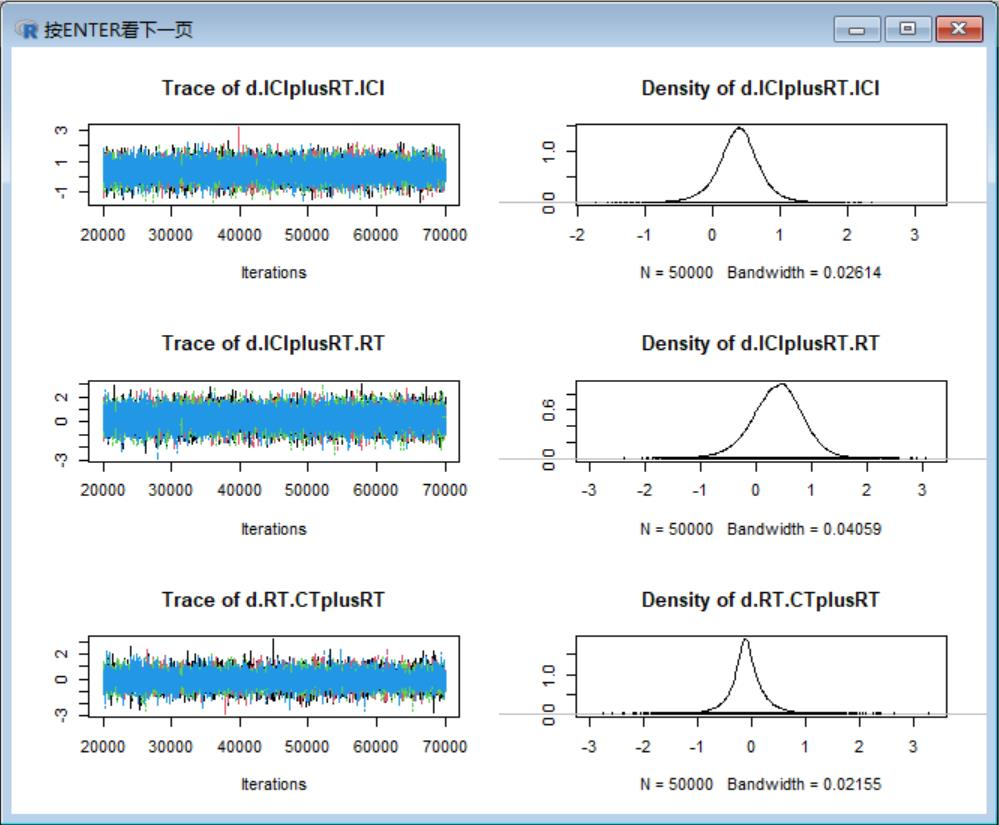 按ENTER看下一页
Trace of d.ICIplusRT.ICI
3
1
-1
20000 30000 40000 50000 60000 70000
Iterations
Density of d.ICIplusRT.ICI
1.0
0.0
-2 -1 0 1 2 3
N = 50000 Bandwidth = 0.02614
Trace of d.ICIplusRT.RT
2
0
-3
20000 30000 40000 50000 60000 70000
Iterations
Density of d.ICIplusRT.RT
0.6
0.0
-3 -2 -1 0 1 2 3
N = 50000 Bandwidth = 0.04059
Trace of d.RT.CTplusRT
2
0
-3
20000 30000 40000 50000 60000 70000
Iterations
Density of d.RT.CTplusRT
1.0
0.0
-3 -2 -1 0 1 2 3
N = 50000 Bandwidth = 0.02155